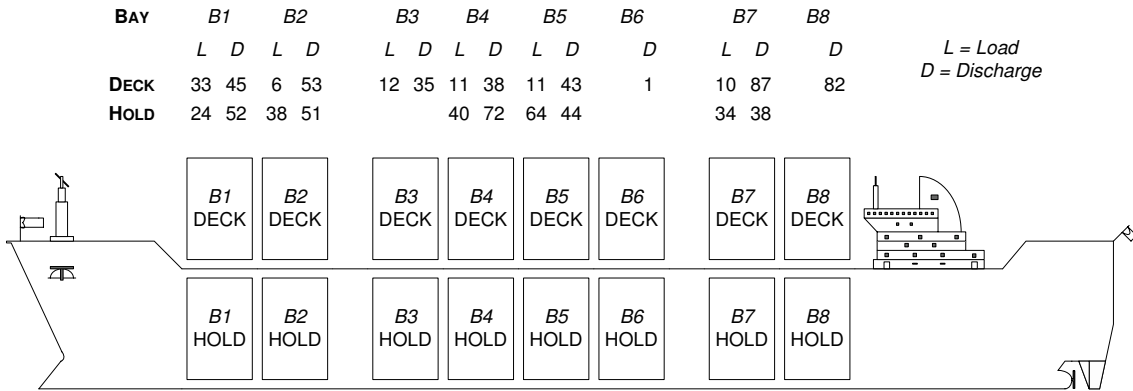 BAY B1 B2 B3 B4 B5 B6 B7 B8
L D L D L D L D L D D L D D
L = Load
D = Discharge
DECK 33 45 6 53 12 35 11 38 11 43 1 10 87 82
HOLD 24 52 38 51 40 72 64 44 34 38
B1 B2 B3 B4 B5 B6 B7 B8
DECK DECK DECK DECK DECK DECK DECK DECK
B1 B2 B3 B4 B5 B6 B7 B8
HOLD HOLD HOLD HOLD HOLD HOLD HOLD HOLD